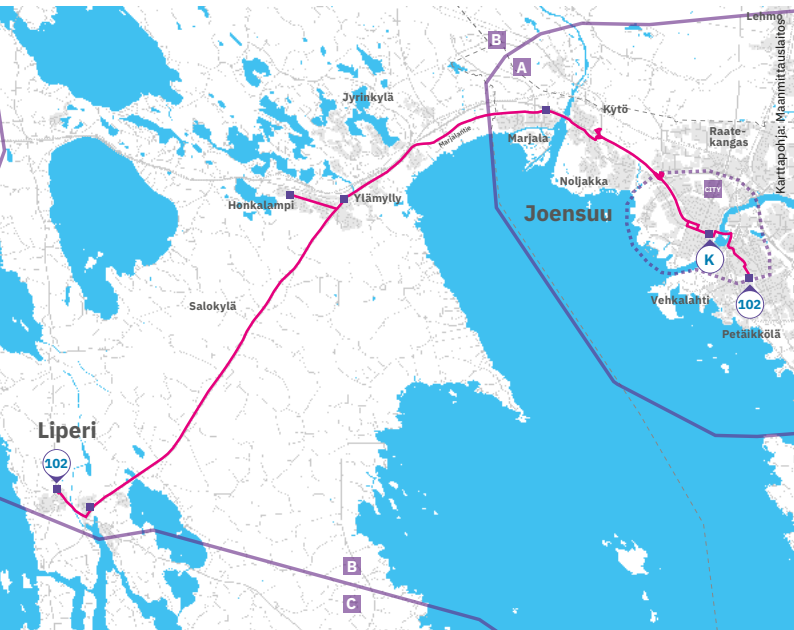 Lehmo
B
A
Jyrinkylä
Kytö
Marjalantie
Marjala
Raate-
kangas
Karttapohja: Maanmittauslaitos
Noljakka
CITY
Honkalampi
Ylämylly
Joensuu
K
Salokylä
Vehkalahti
102
Petäikkölä
Liperi
102
B
C